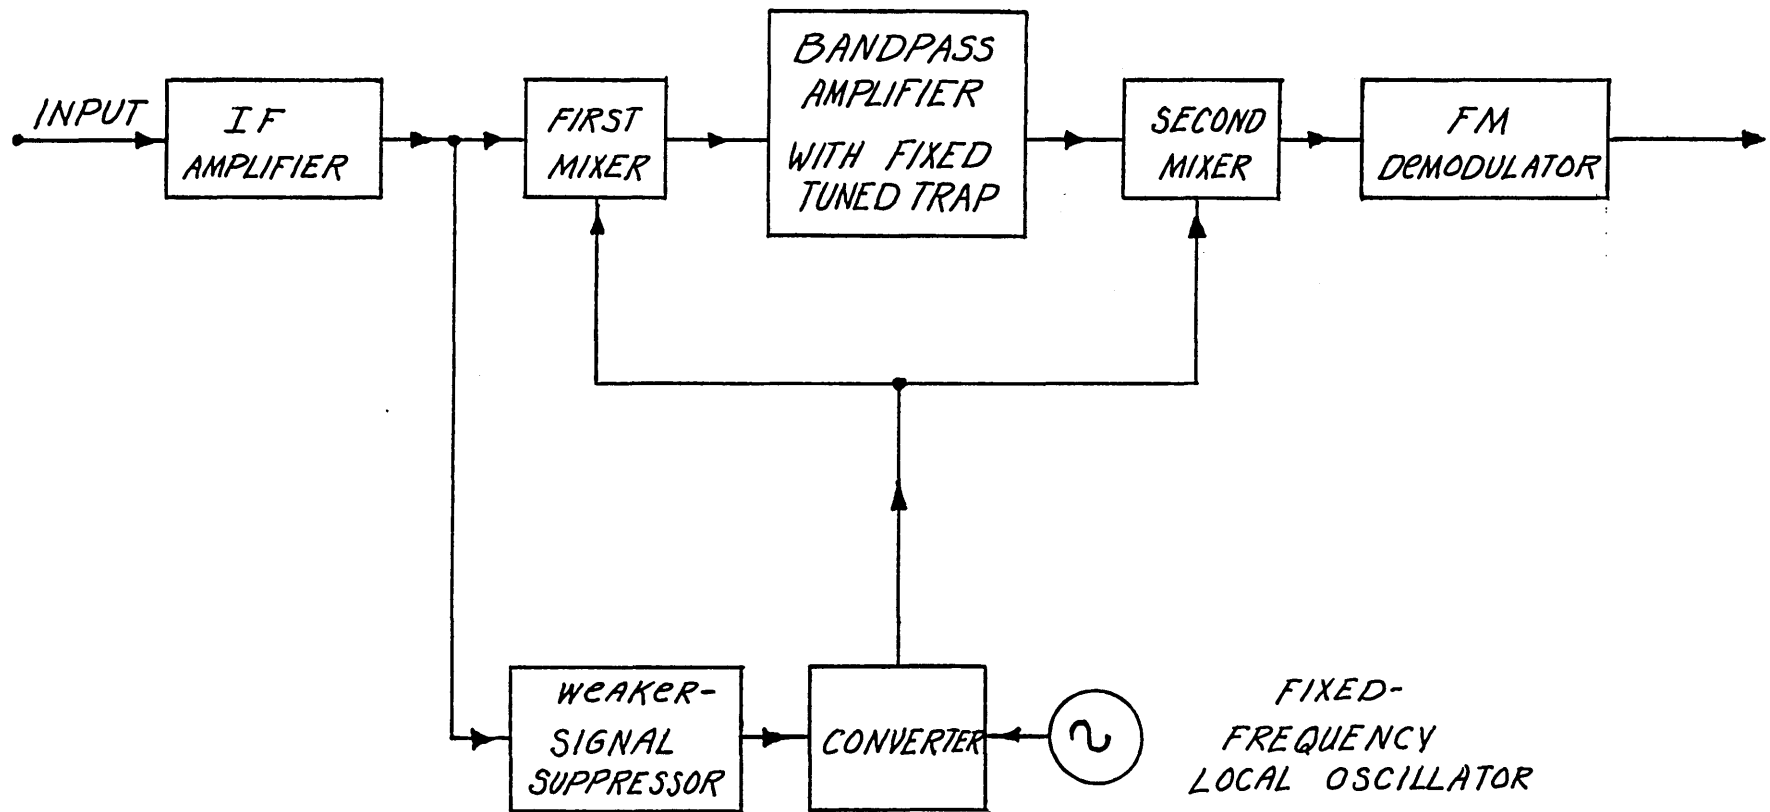 INPUT
IF
AMPLIFIER
FIRST
MIXER
BANDPASS
AMPLIFIER
WITH FIXED
TUNED TRAP
SECOND
MIXER
FM
DeMODULATOR
WeAKeR-
SIGNAL
SUPPRESSOR
CONVERTER
FIXED-
FREQUENCY
LOCAL OSCILLATOR